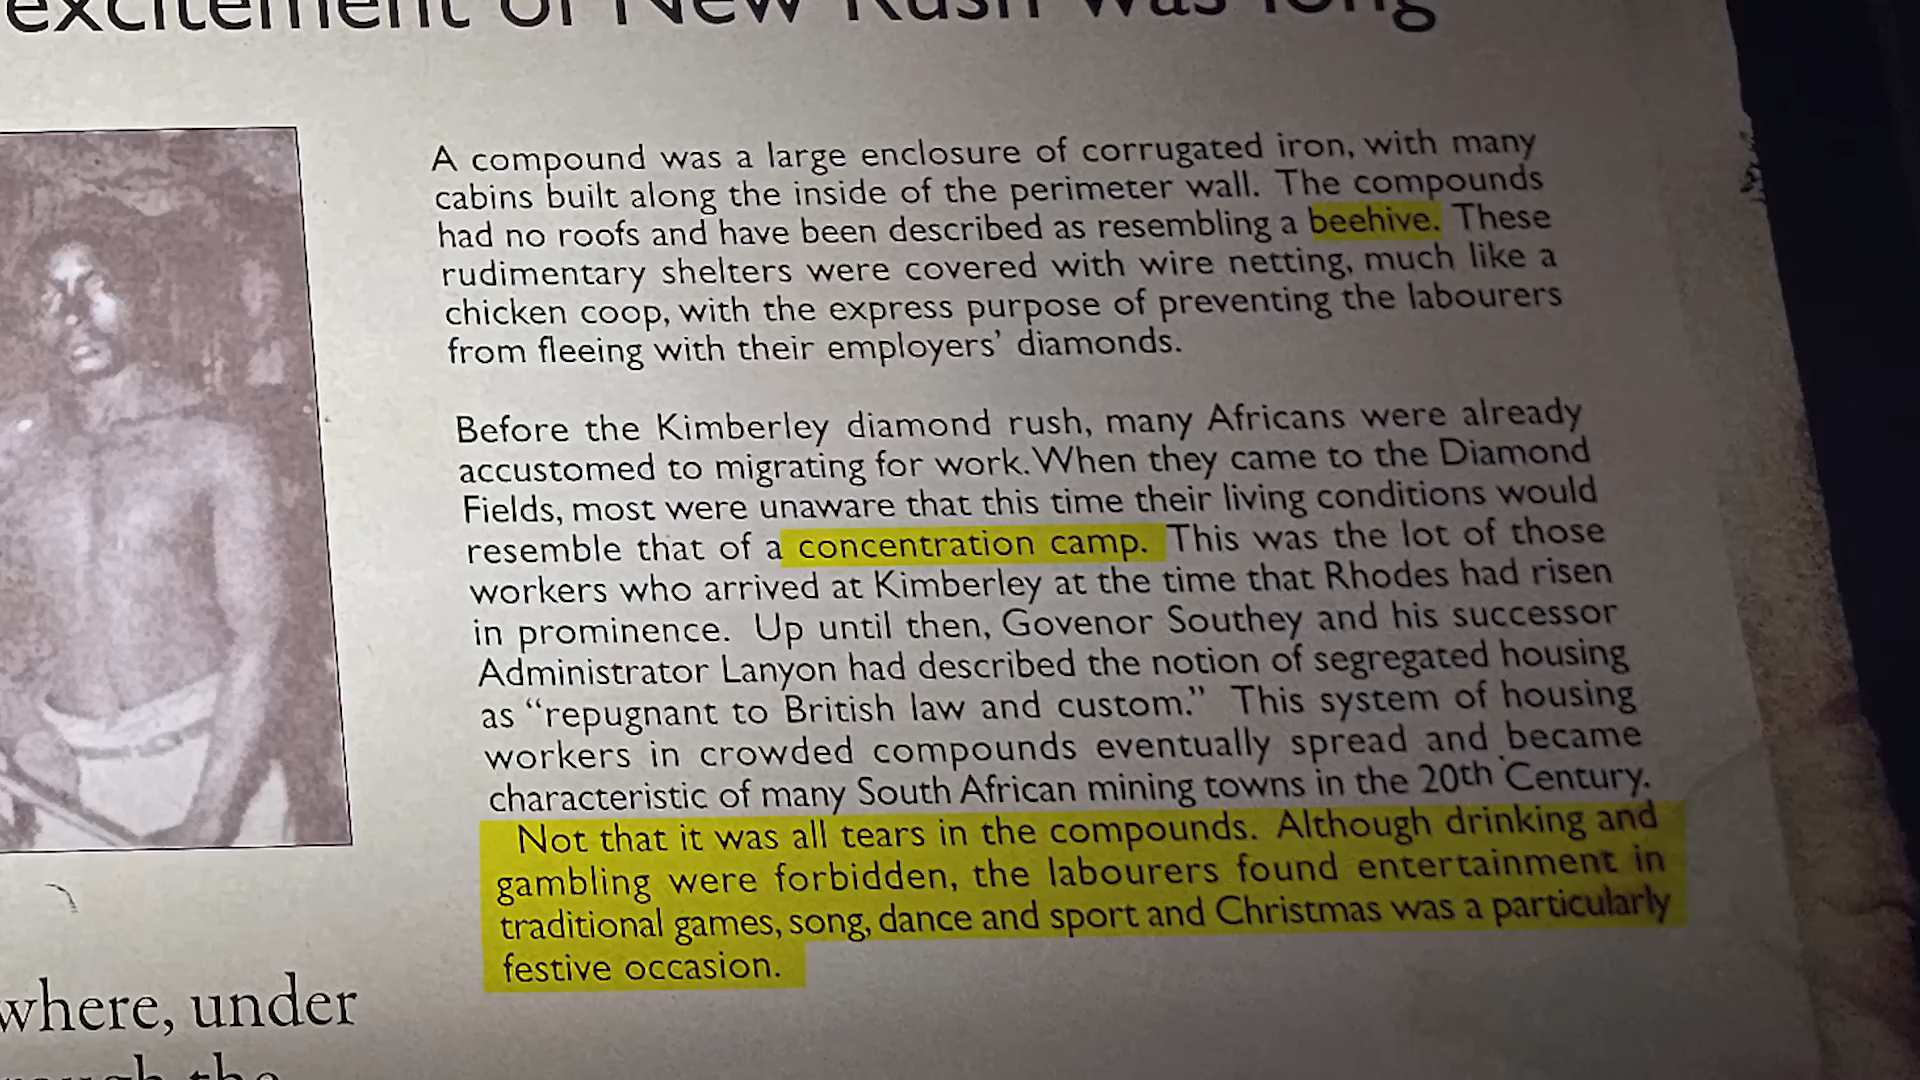 excitement of New Rush was long
A compound was a large enclosure of corrugated iron, with many
cabins built along the inside of the perimeter wall. The compounds
had no roofs and have been described as resembling a beehive. These
rudimentary shelters were covered with wire netting, much like a
chicken coop, with the express purpose of preventing the labourers
from fleeing with their employers’ diamonds.
Before the Kimberley diamond rush, many Africans were already
accustomed to migrating for work. When they came to the Diamond
Fields, most were unaware that this time their living conditions would
resemble that of a concentration camp. This was the lot of those
workers who arrived at Kimberley at the time that Rhodes had risen
in prominence. Up until then, Govenor Southey and his successor
Administrator Lanyon had described the notion of segregated housing
as “repugnant to British law and custom.” This system of housing
workers in crowded compounds eventually spread and became
characteristic of many South African mining towns in the 20th Century.
Not that it was all tears in the compounds. Although drinking and
gambling were forbidden, the labourers found entertainment in
traditional games, song, dance and sport and Christmas was a particularly
festive occasion.
where, under
the